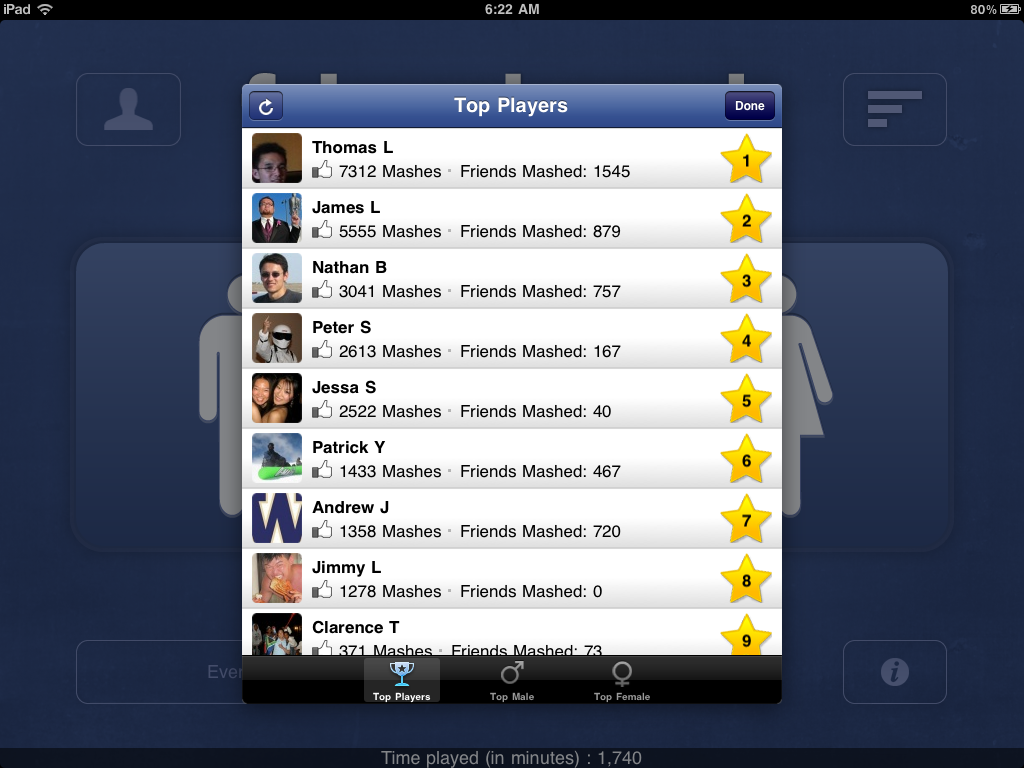 iPad 6:22 AM 80%
Top Players Done
Thomas L
7312 Mashes · Friends Mashed: 1545
1
James L
5555 Mashes · Friends Mashed: 879
2
Nathan B
3041 Mashes · Friends Mashed: 757
3
Peter S
2613 Mashes · Friends Mashed: 167
4
Jessa S
2522 Mashes · Friends Mashed: 40
5
Patrick Y
1433 Mashes · Friends Mashed: 467
6
Andrew J
1358 Mashes · Friends Mashed: 720
7
W
Jimmy L
1278 Mashes · Friends Mashed: 0
8
Clarence T
371 Mashes · Friends Mashed: 73
9
Top Players Top Male Top Female
i
Time played (in minutes) : 1,740